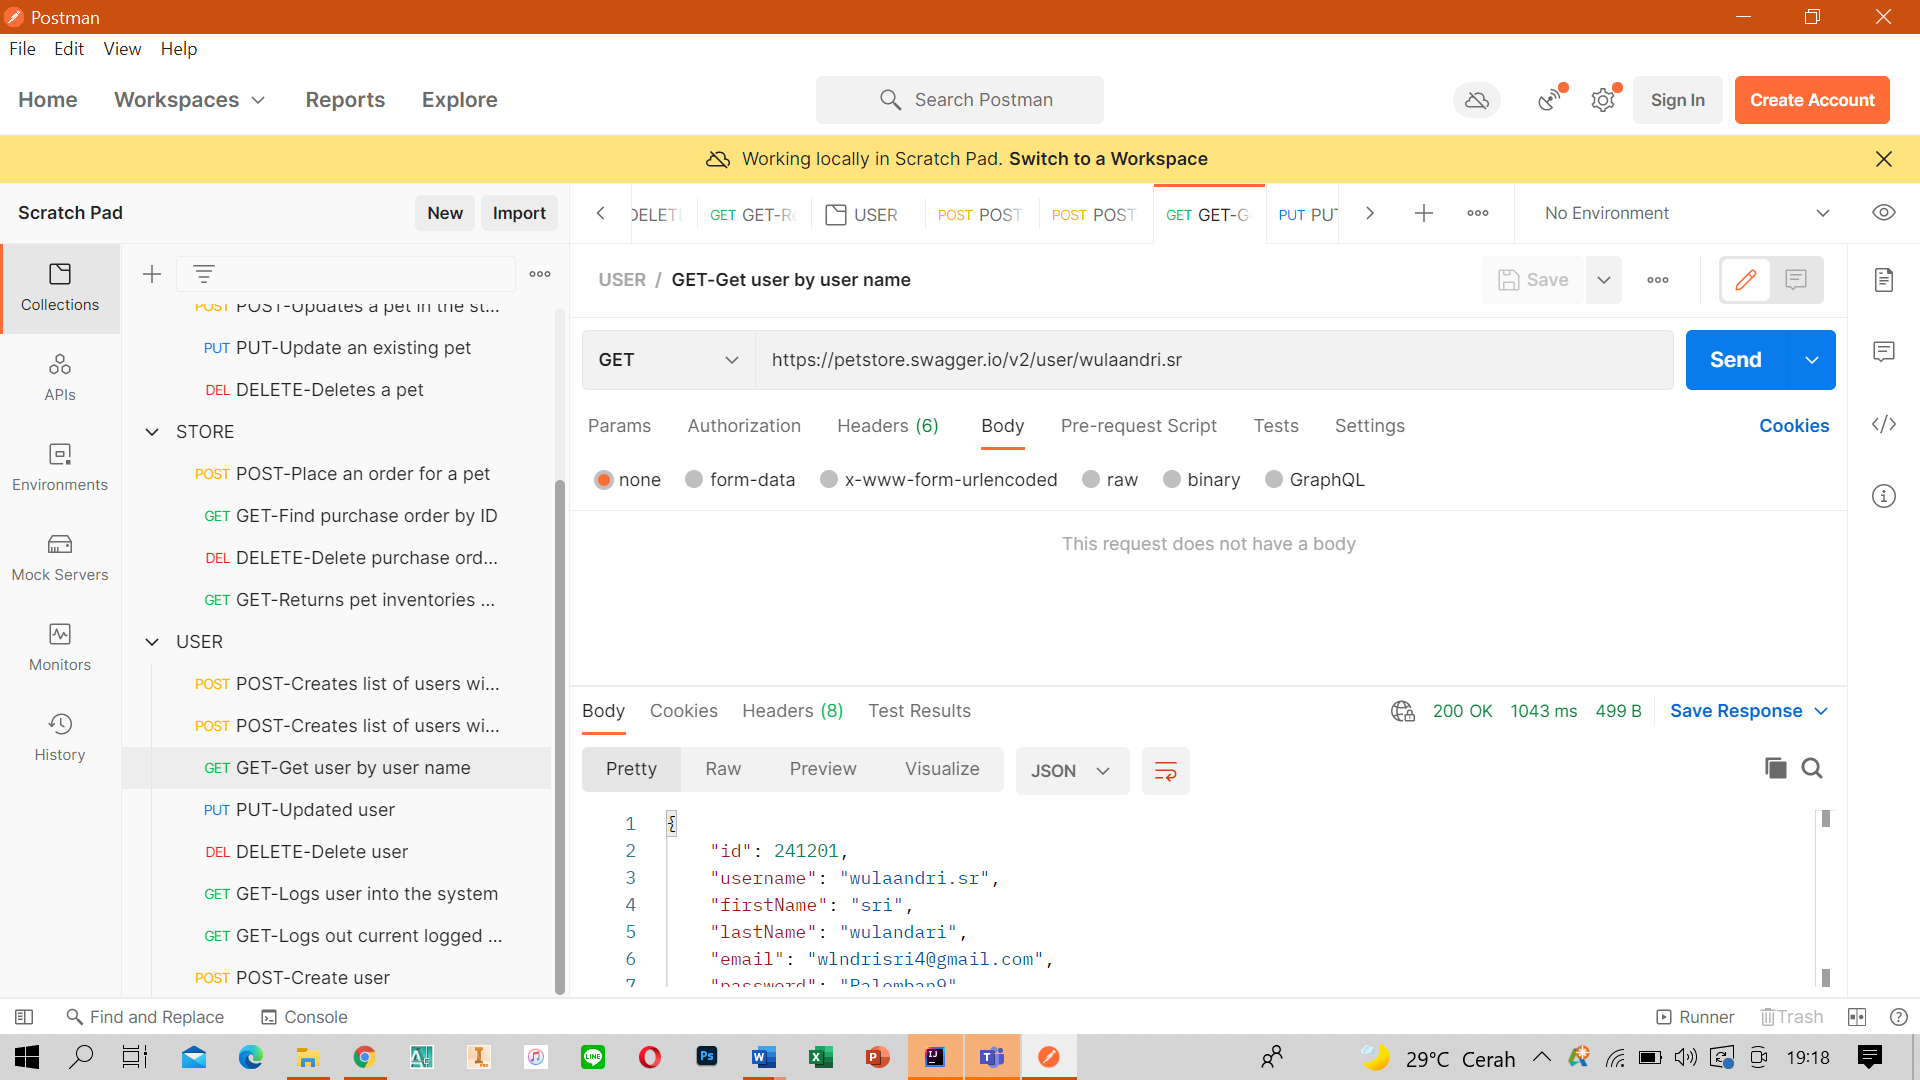 Postman
File Edit View Help
Home Workspaces Reports Explore
Search Postman
Sign In
Create Account
Working locally in Scratch Pad. Switch to a Workspace
Scratch Pad
New
Import
DELETE
GET GET-Re
USER
POST POST
POST POST
GET GET-G
PUT PUT
No Environment
Collections
APIs
Environments
Mock Servers
Monitors
History
POST POST-Updates a pet in the st...
PUT PUT-Update an existing pet
DEL DELETE-Deletes a pet
STORE
POST POST-Place an order for a pet
GET GET-Find purchase order by ID
DEL DELETE-Delete purchase ord...
GET GET-Returns pet inventories ...
USER
POST POST-Creates list of users wi...
POST POST-Creates list of users wi...
GET GET-Get user by user name
PUT PUT-Updated user
DEL DELETE-Delete user
GET GET-Logs user into the system
GET GET-Logs out current logged ...
POST POST-Create user
USER / GET-Get user by user name
Save
GET
https://petstore.swagger.io/v2/user/wulaandri.sr
Send
Params Authorization Headers (6) Body Pre-request Script Tests Settings
Cookies
none form-data x-www-form-urlencoded raw binary GraphQL
This request does not have a body
Body Cookies Headers (8) Test Results
200 OK 1043 ms 499 B
Save Response
Pretty Raw Preview Visualize
JSON
1 {
2 "id": 241201,
3 "username": "wulaandri.sr",
4 "firstName": "sri",
5 "lastName": "wulandari",
6 "email": "wlndrisri4@gmail.com",
7 "password":
Find and Replace
Console
Runner
Trash
29°C Cerah
19:18